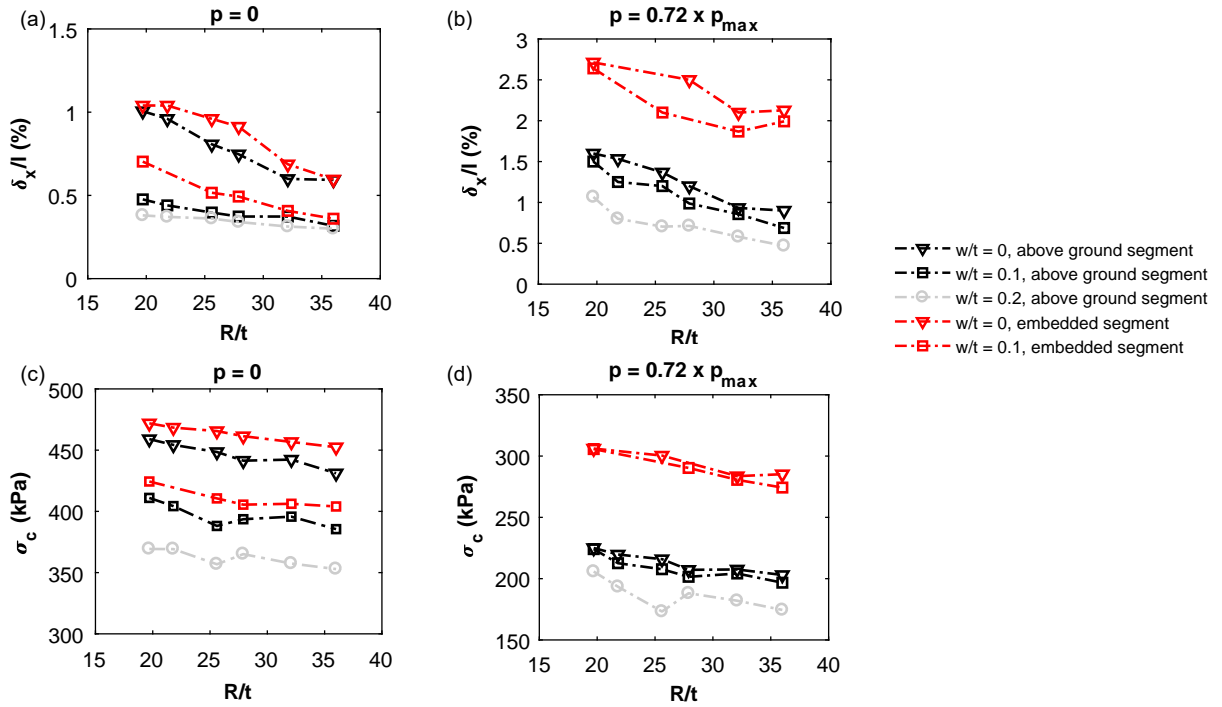 (a)
p = 0
1.5
1
0.5
0
δx/l (%)
15 20 25 30 35 40
R/t
(b)
p = 0.72 x pmax
3
2.5
2
1.5
1
0.5
0
δx/l (%)
15 20 25 30 35 40
R/t
w/t = 0, above ground segment
w/t = 0.1, above ground segment
w/t = 0.2, above ground segment
w/t = 0, embedded segment
w/t = 0.1, embedded segment
(c)
p = 0
500
450
400
350
300
σc (kPa)
15 20 25 30 35 40
R/t
(d)
p = 0.72 x pmax
350
300
250
200
150
σc (kPa)
15 20 25 30 35 40
R/t